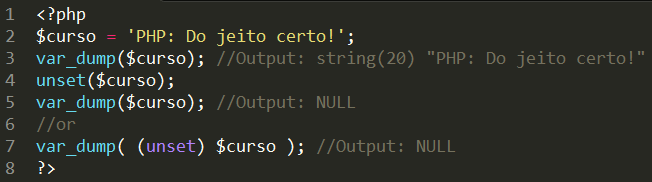 1 <?php
2 $curso = 'PHP: Do jeito certo!';
3 var_dump($curso); //Output: string(20) "PHP: Do jeito certo!"
4 unset($curso);
5 var_dump($curso); //Output: NULL
6 //or
7 var_dump( (unset) $curso ); //Output: NULL
8 ?>